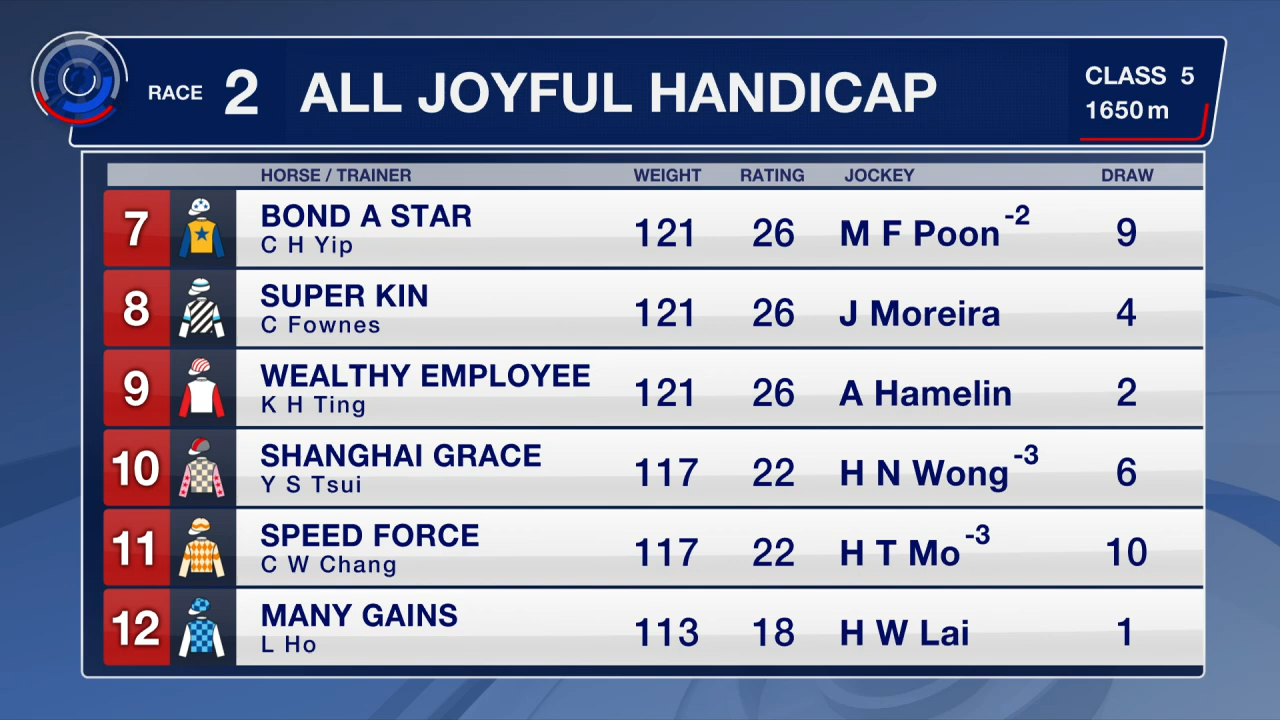 RACE 2 ALL JOYFUL HANDICAP CLASS 5
1650m
HORSE / TRAINER WEIGHT RATING JOCKEY DRAW
7 BOND A STAR 121 26 M F Poon -2 9
C H Yip
8 SUPER KIN 121 26 J Moreira 4
C Fownes
9 WEALTHY EMPLOYEE 121 26 A Hamelin 2
K H Ting
10 SHANGHAI GRACE 117 22 H N Wong -3 6
Y S Tsui
11 SPEED FORCE 117 22 H T Mo -3 10
C W Chang
12 MANY GAINS 113 18 H W Lai 1
L Ho